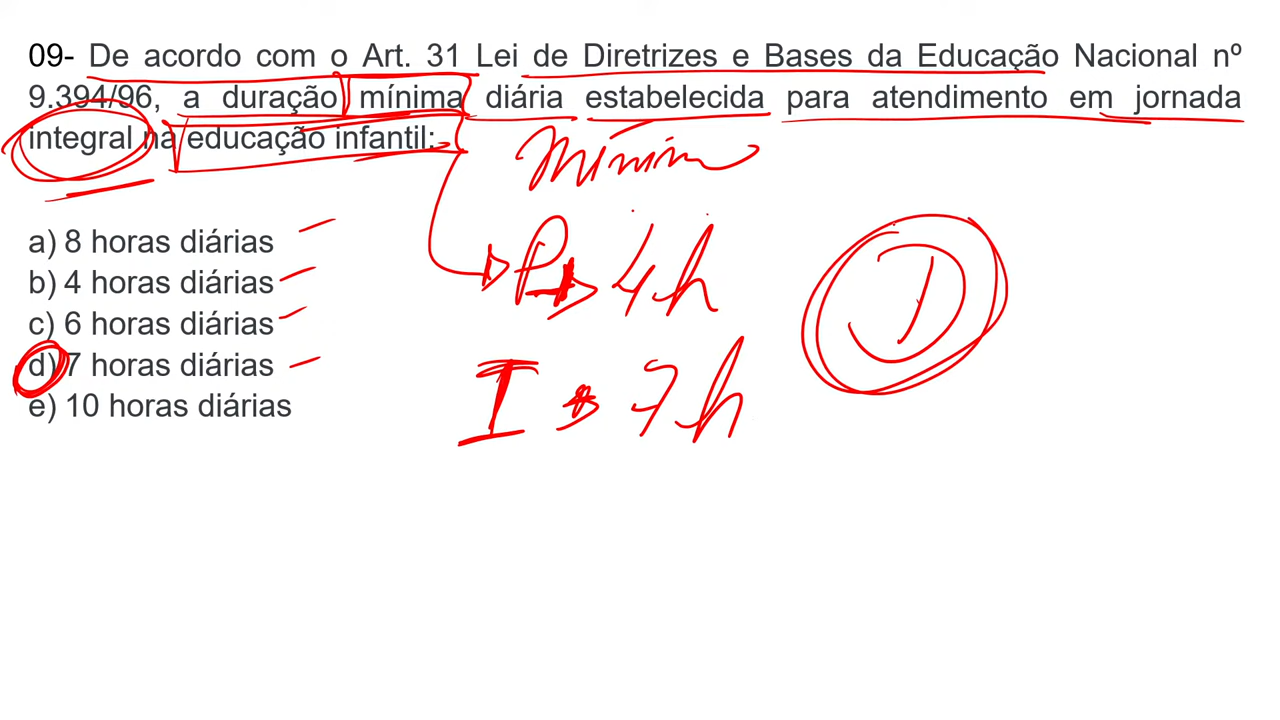 09- De acordo com o Art. 31 Lei de Diretrizes e Bases da Educação Nacional nº
9.394/96, a duração mínima diária estabelecida para atendimento em jornada
integral na educação infantil:
a) 8 horas diárias
b) 4 horas diárias
c) 6 horas diárias
d) 7 horas diárias
e) 10 horas diárias
P 4h
I 7h
D